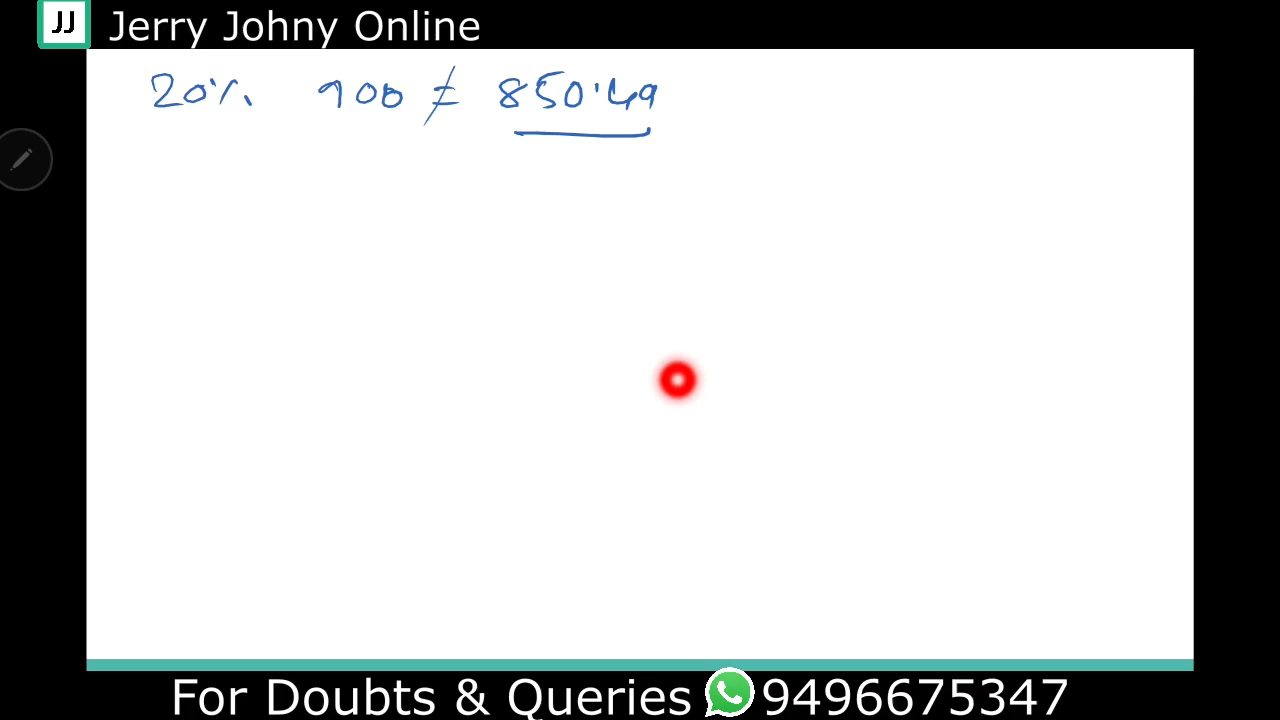 JJ Jerry Johny Online
20% 900 ≠ 850.49
For Doubts & Queries 9496675347